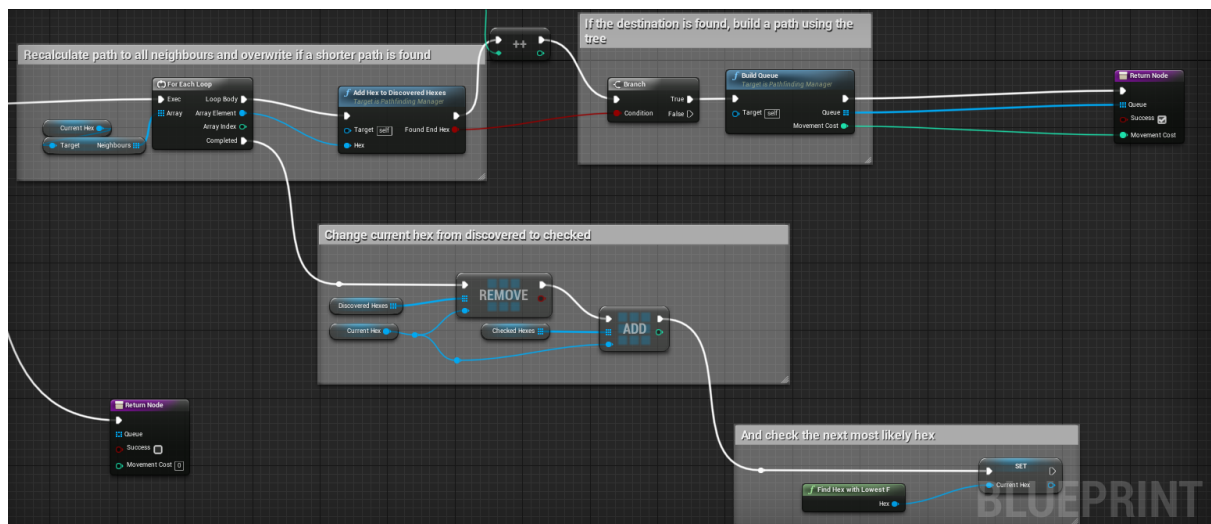 Recalculate path to all neighbours and overwrite if a shorter path is found
For Each Loop
Exec
Loop Body
Array
Array Element
Array Index
Completed
Current Hex
Target
Neighbours
Add Hex to Discovered Hexes
Target is Pathfinding Manager
Target
self
Found End Hex
Hex
++
If the destination is found, build a path using the
tree
Branch
True
Condition
False
Build Queue
Target is Pathfinding Manager
Target
self
Queue
Movement Cost
Return Node
Queue
Success
Movement Cost
Change current hex from discovered to checked
Discovered Hexes
Current Hex
REMOVE
Checked Hexes
ADD
Return Node
Queue
Success
Movement Cost
0
And check the next most likely hex
Find Hex with Lowest F
Hex
SET
Current Hex
BLUEPRINT